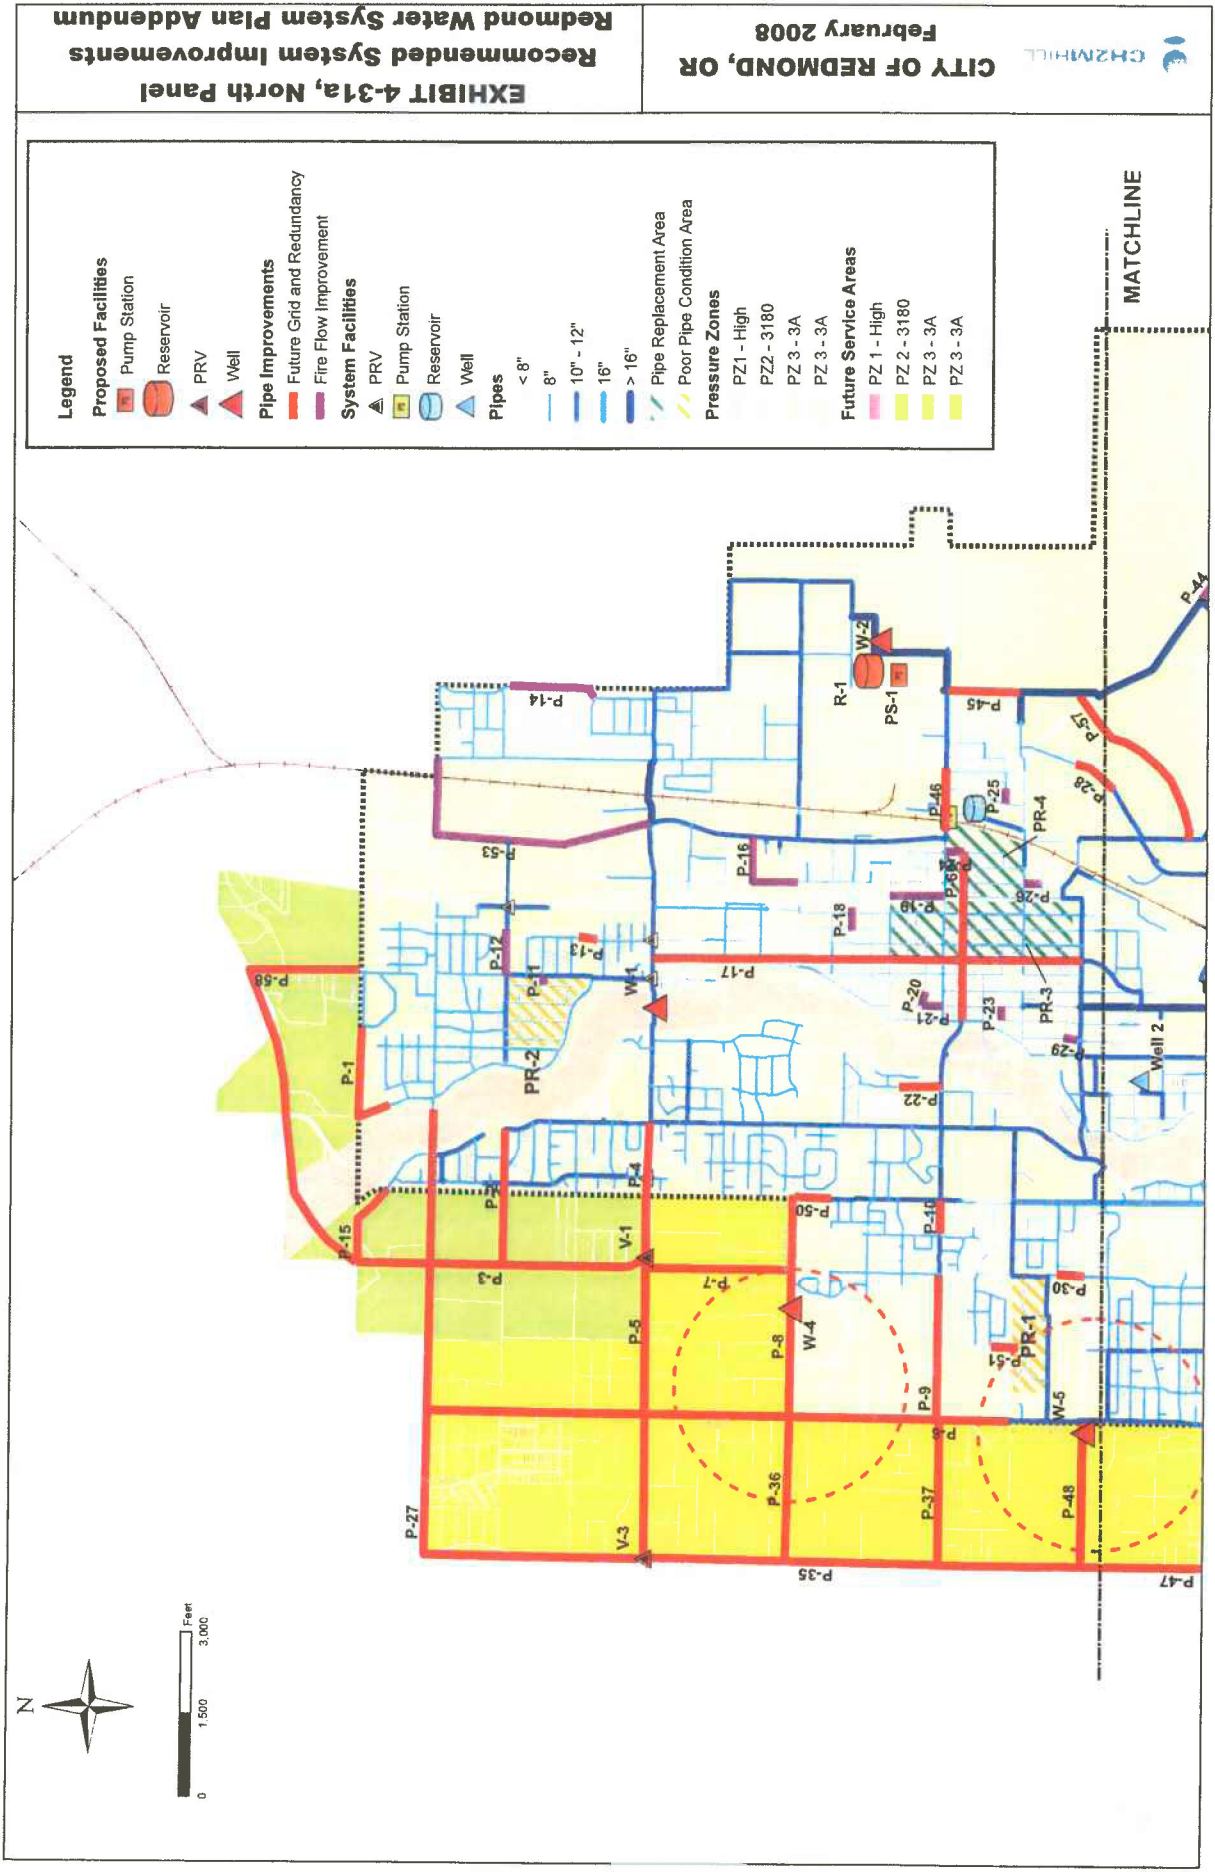 EXHIBIT 4-31a, North Panel
Recommended System Improvements
Redmond Water System Plan Addendum
CITY OF REDMOND, OR
February 2008
CH2MHILL
Legend
Proposed Facilities
PS
Pump Station
Reservoir
PRV
Well
Pipe Improvements
Future Grid and Redundancy
Fire Flow Improvement
System Facilities
PRV
Pump Station
Reservoir
Well
Pipes
< 8"
8"
10" - 12"
16"
> 16"
Pipe Replacement Area
Poor Pipe Condition Area
Pressure Zones
PZ1 - High
PZ2 - 3180
PZ 3 - 3A
PZ 3 - 3A
Future Service Areas
PZ 1 - High
PZ 2 - 3180
PZ 3 - 3A
PZ 3 - 3A
MATCHLINE
N
0 1,500 3,000
Feet
P-58
P-1
P-15
P-27
P-3
P-2
P-4
V-1
P-5
V-3
P-7
P-8
W-4
P-36
P-35
P-50
P-10
P-9
P-37
P-6
P-51
PR-1
P-30
W-5
P-48
P-47
P-14
P-53
P-12
P-11
P-13
PR-2
W-1
P-17
P-16
P-18
P-19
P-20
P-21
P-22
P-23
PR-3
P-29
Well 2
P-26
PR-4
P-25
P-46
P-45
R-1
PS-1
W-2
P-28
P-57
P-44